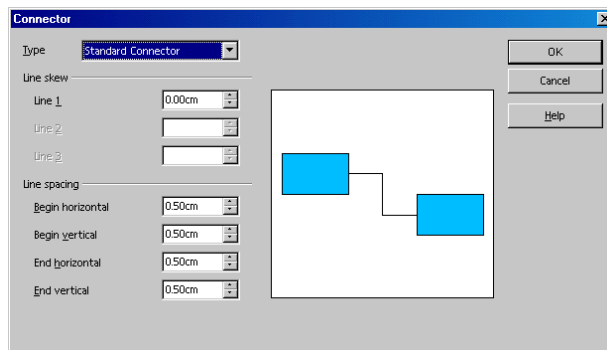 Connector
Type Standard Connector
OK
Cancel
Help
Line skew
Line 1 0.00cm
Line 2
Line 3
Line spacing
Begin horizontal 0.50cm
Begin vertical 0.50cm
End horizontal 0.50cm
End vertical 0.50cm